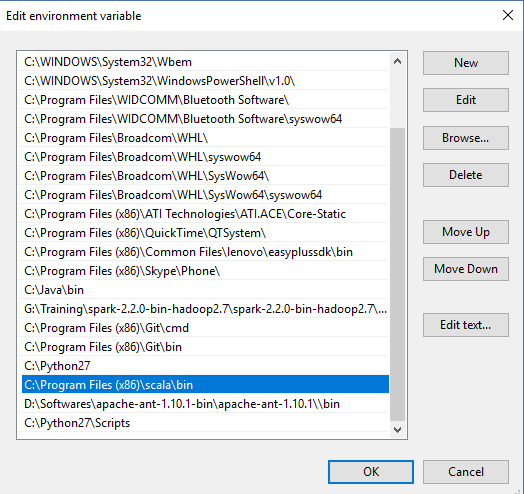 Edit environment variable
C:\WINDOWS\System32\Wbem
C:\WINDOWS\System32\WindowsPowerShell\v1.0\
C:\Program Files\WIDCOMM\Bluetooth Software\
C:\Program Files\WIDCOMM\Bluetooth Software\syswow64
C:\Program Files\Broadcom\WHL\
C:\Program Files\Broadcom\WHL\syswow64
C:\Program Files\Broadcom\WHL\SysWow64\
C:\Program Files\Broadcom\WHL\SysWow64\syswow64
C:\Program Files (x86)\ATI Technologies\ATI.ACE\Core-Static
C:\Program Files (x86)\QuickTime\QTSystem\
C:\Program Files (x86)\Common Files\lenovo\easyplussdk\bin
C:\Program Files (x86)\Skype\Phone\
C:\Java\bin
G:\Training\spark-2.2.0-bin-hadoop2.7\spark-2.2.0-bin-hadoop2.7\...
C:\Program Files (x86)\Git\cmd
C:\Program Files (x86)\Git\bin
C:\Python27
C:\Program Files (x86)\scala\bin
D:\Softwares\apache-ant-1.10.1-bin\apache-ant-1.10.1\\bin
C:\Python27\Scripts
New
Edit
Browse...
Delete
Move Up
Move Down
Edit text...
OK
Cancel